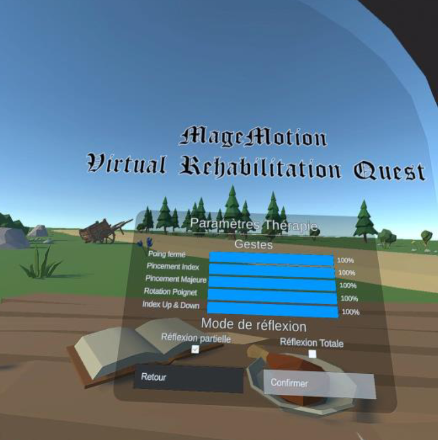 MageMotion
Virtual Rehabilitation Quest
Paramètres Thérapie
Gestes
Poing fermé 100%
Pincement Index 100%
Pincement Majeure 100%
Rotation Poignet 100%
Index Up & Down 100%
Mode de réflexion
Réflexion partielle Réflexion Totale
Retour Confirmer